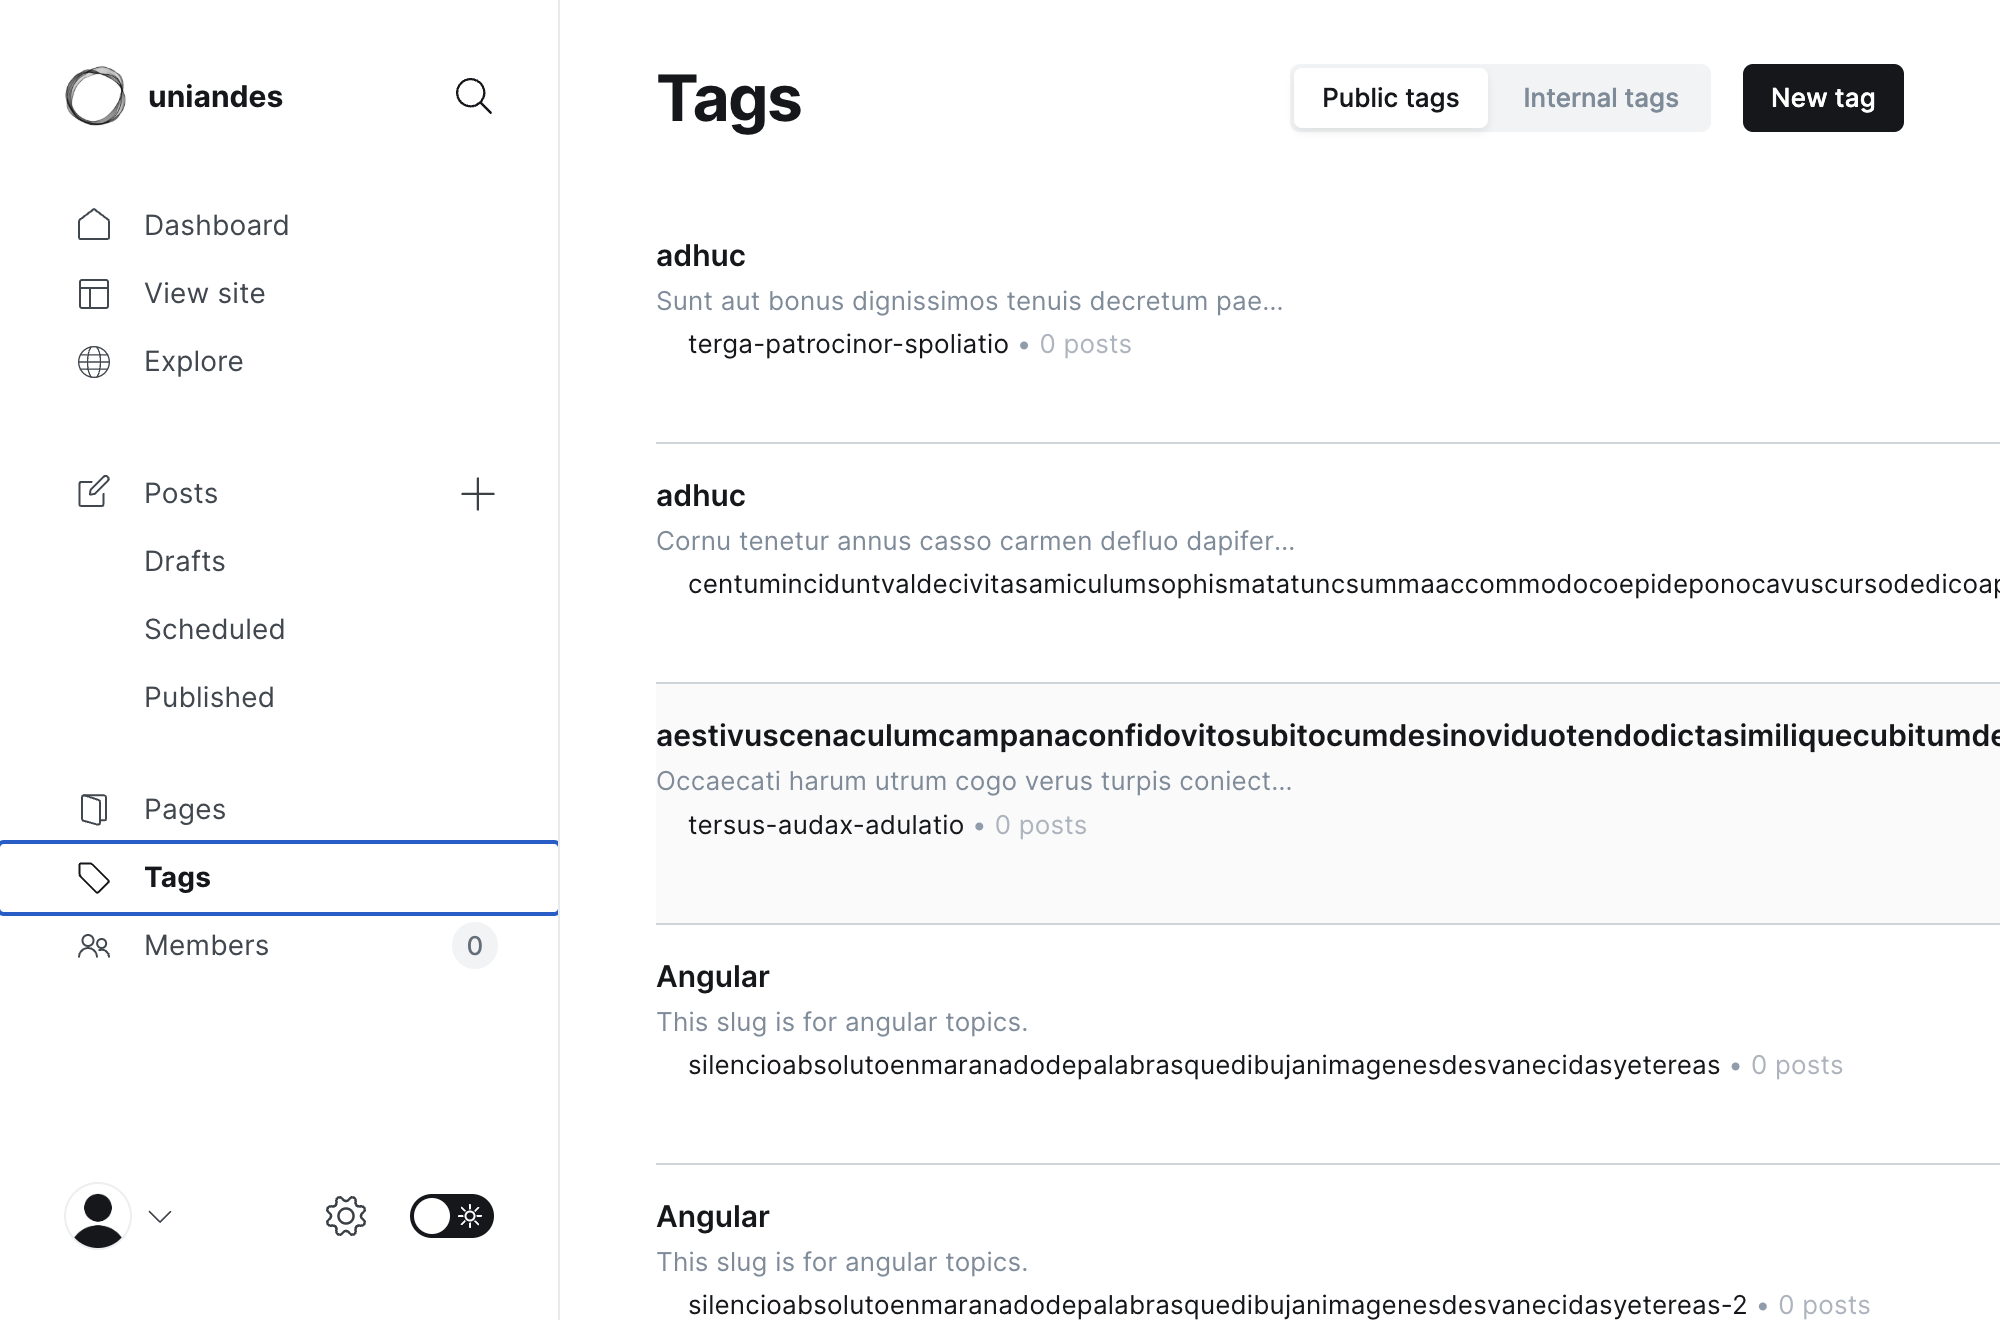 uniandes
Dashboard
View site
Explore
Posts
Drafts
Scheduled
Published
Pages
Tags
Members 0
Tags
Public tags Internal tags New tag
adhuc
Sunt aut bonus dignissimos tenuis decretum pae...
terga-patrocinor-spoliatio • 0 posts
adhuc
Cornu tenetur annus casso carmen defluo dapifer...
centuminciduntvaldecivitasamiculumsophismatatuncsummaaccommodocoepideponocavuscursodedicoap
aestivuscenaculumcampanaconfidovitosubitocumdesinoviduotendodictasimiliquecubitumde
Occaecati harum utrum cogo verus turpis coniect...
tersus-audax-adulatio • 0 posts
Angular
This slug is for angular topics.
silencioabsolutoenmaranadodepalabrasquedibujanimagenesdesvanecidasyetereas • 0 posts
Angular
This slug is for angular topics.
silencioabsolutoenmaranadodepalabrasquedibujanimagenesdesvanecidasyetereas-2 • 0 posts